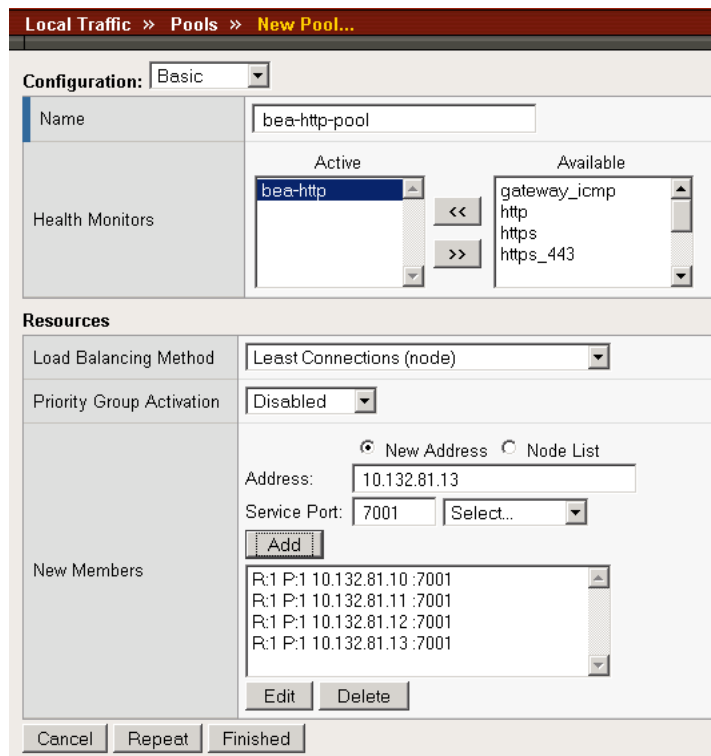 Local Traffic » Pools » New Pool...
Configuration: Basic
Name bea-http-pool
Health Monitors
Active Available
bea-http
<<
>>
gateway_icmp
http
https
https_443
Resources
Load Balancing Method Least Connections (node)
Priority Group Activation Disabled
New Members
New Address Node List
Address: 10.132.81.13
Service Port: 7001 Select...
Add
R:1 P:1 10.132.81.10 :7001
R:1 P:1 10.132.81.11 :7001
R:1 P:1 10.132.81.12 :7001
R:1 P:1 10.132.81.13 :7001
Edit Delete
Cancel Repeat Finished